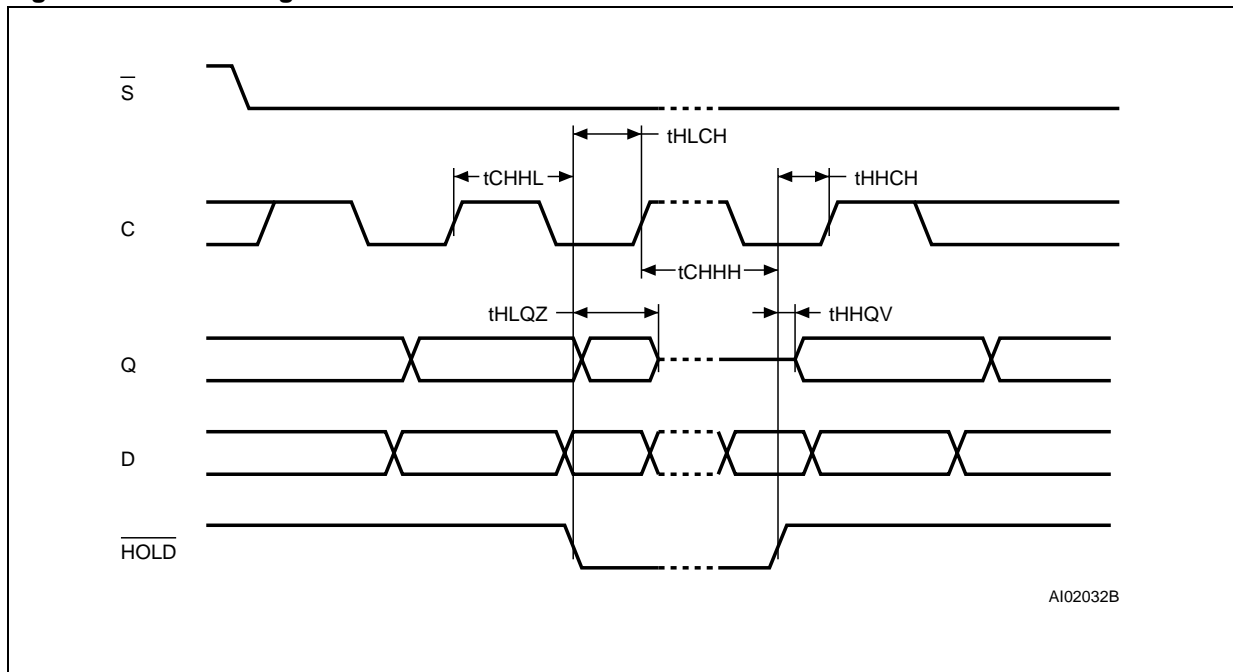 S
tHLCH
tCHHL
tHHCH
C
tCHHH
tHLQZ
tHHQV
Q
D
HOLD
AI02032B